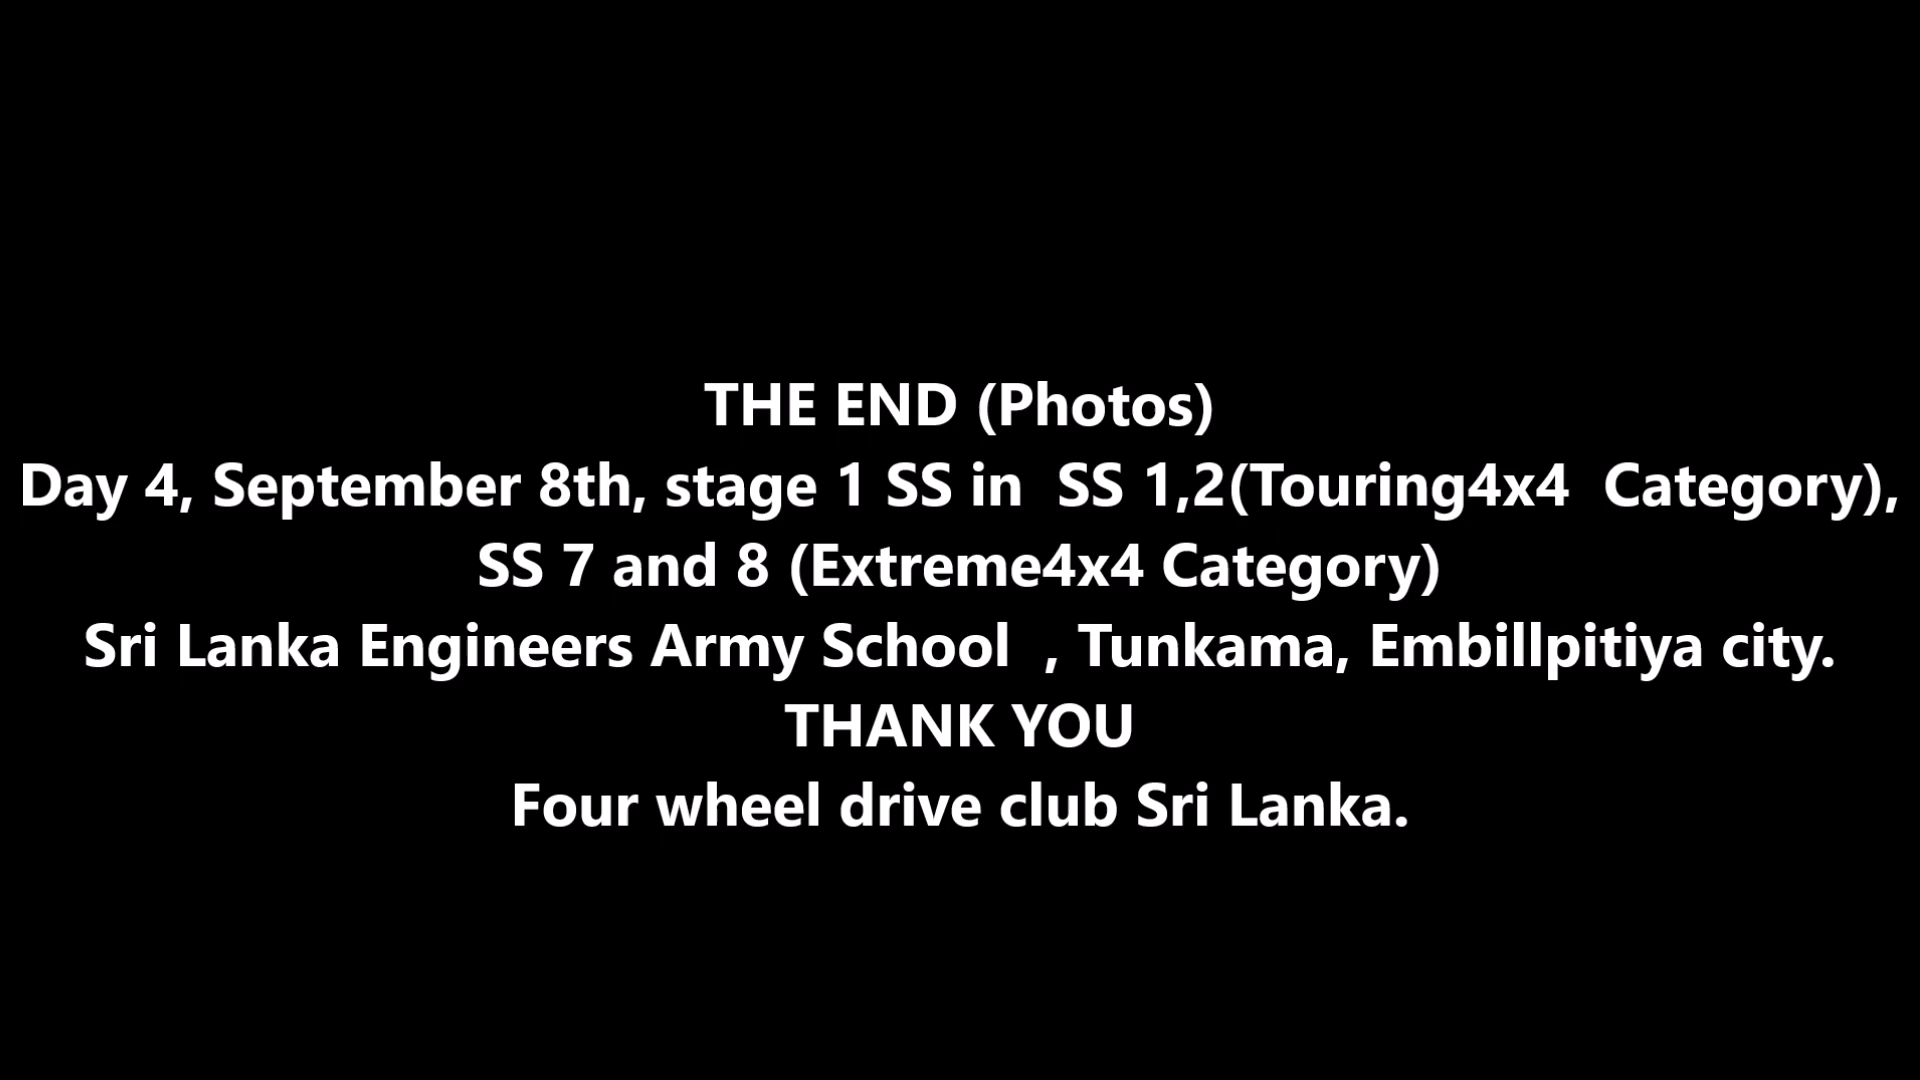 THE END (Photos)
Day 4, September 8th, stage 1 SS in  SS 1,2(Touring4x4  Category),
SS 7 and 8 (Extreme4x4 Category)
Sri Lanka Engineers Army School  , Tunkama, Embillpitiya city.
THANK YOU
Four wheel drive club Sri Lanka.